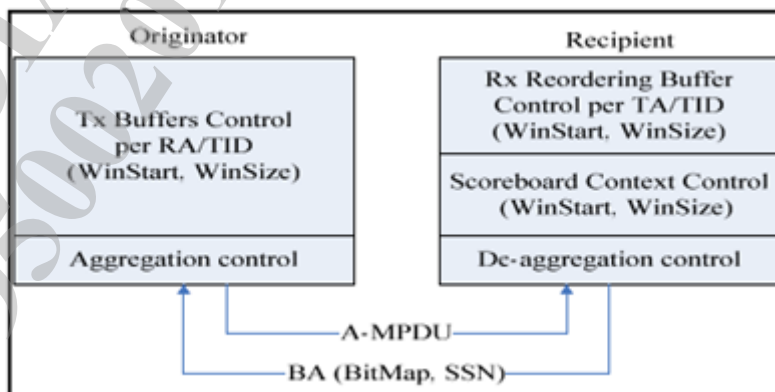 Originator
Tx Buffers Control
per RA/TID
(WinStart, WinSize)
Aggregation control
Recipient
Rx Reordering Buffer
Control per TA/TID
(WinStart, WinSize)
Scoreboard Context Control
(WinStart, WinSize)
De-aggregation control
A-MPDU
BA (BitMap, SSN)